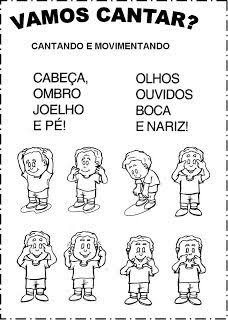 VAMOS CANTAR?
CANTANDO E MOVIMENTANDO
CABEÇA,
OMBRO
JOELHO
E PÉ!
OLHOS
OUVIDOS
BOCA
E NARIZ!